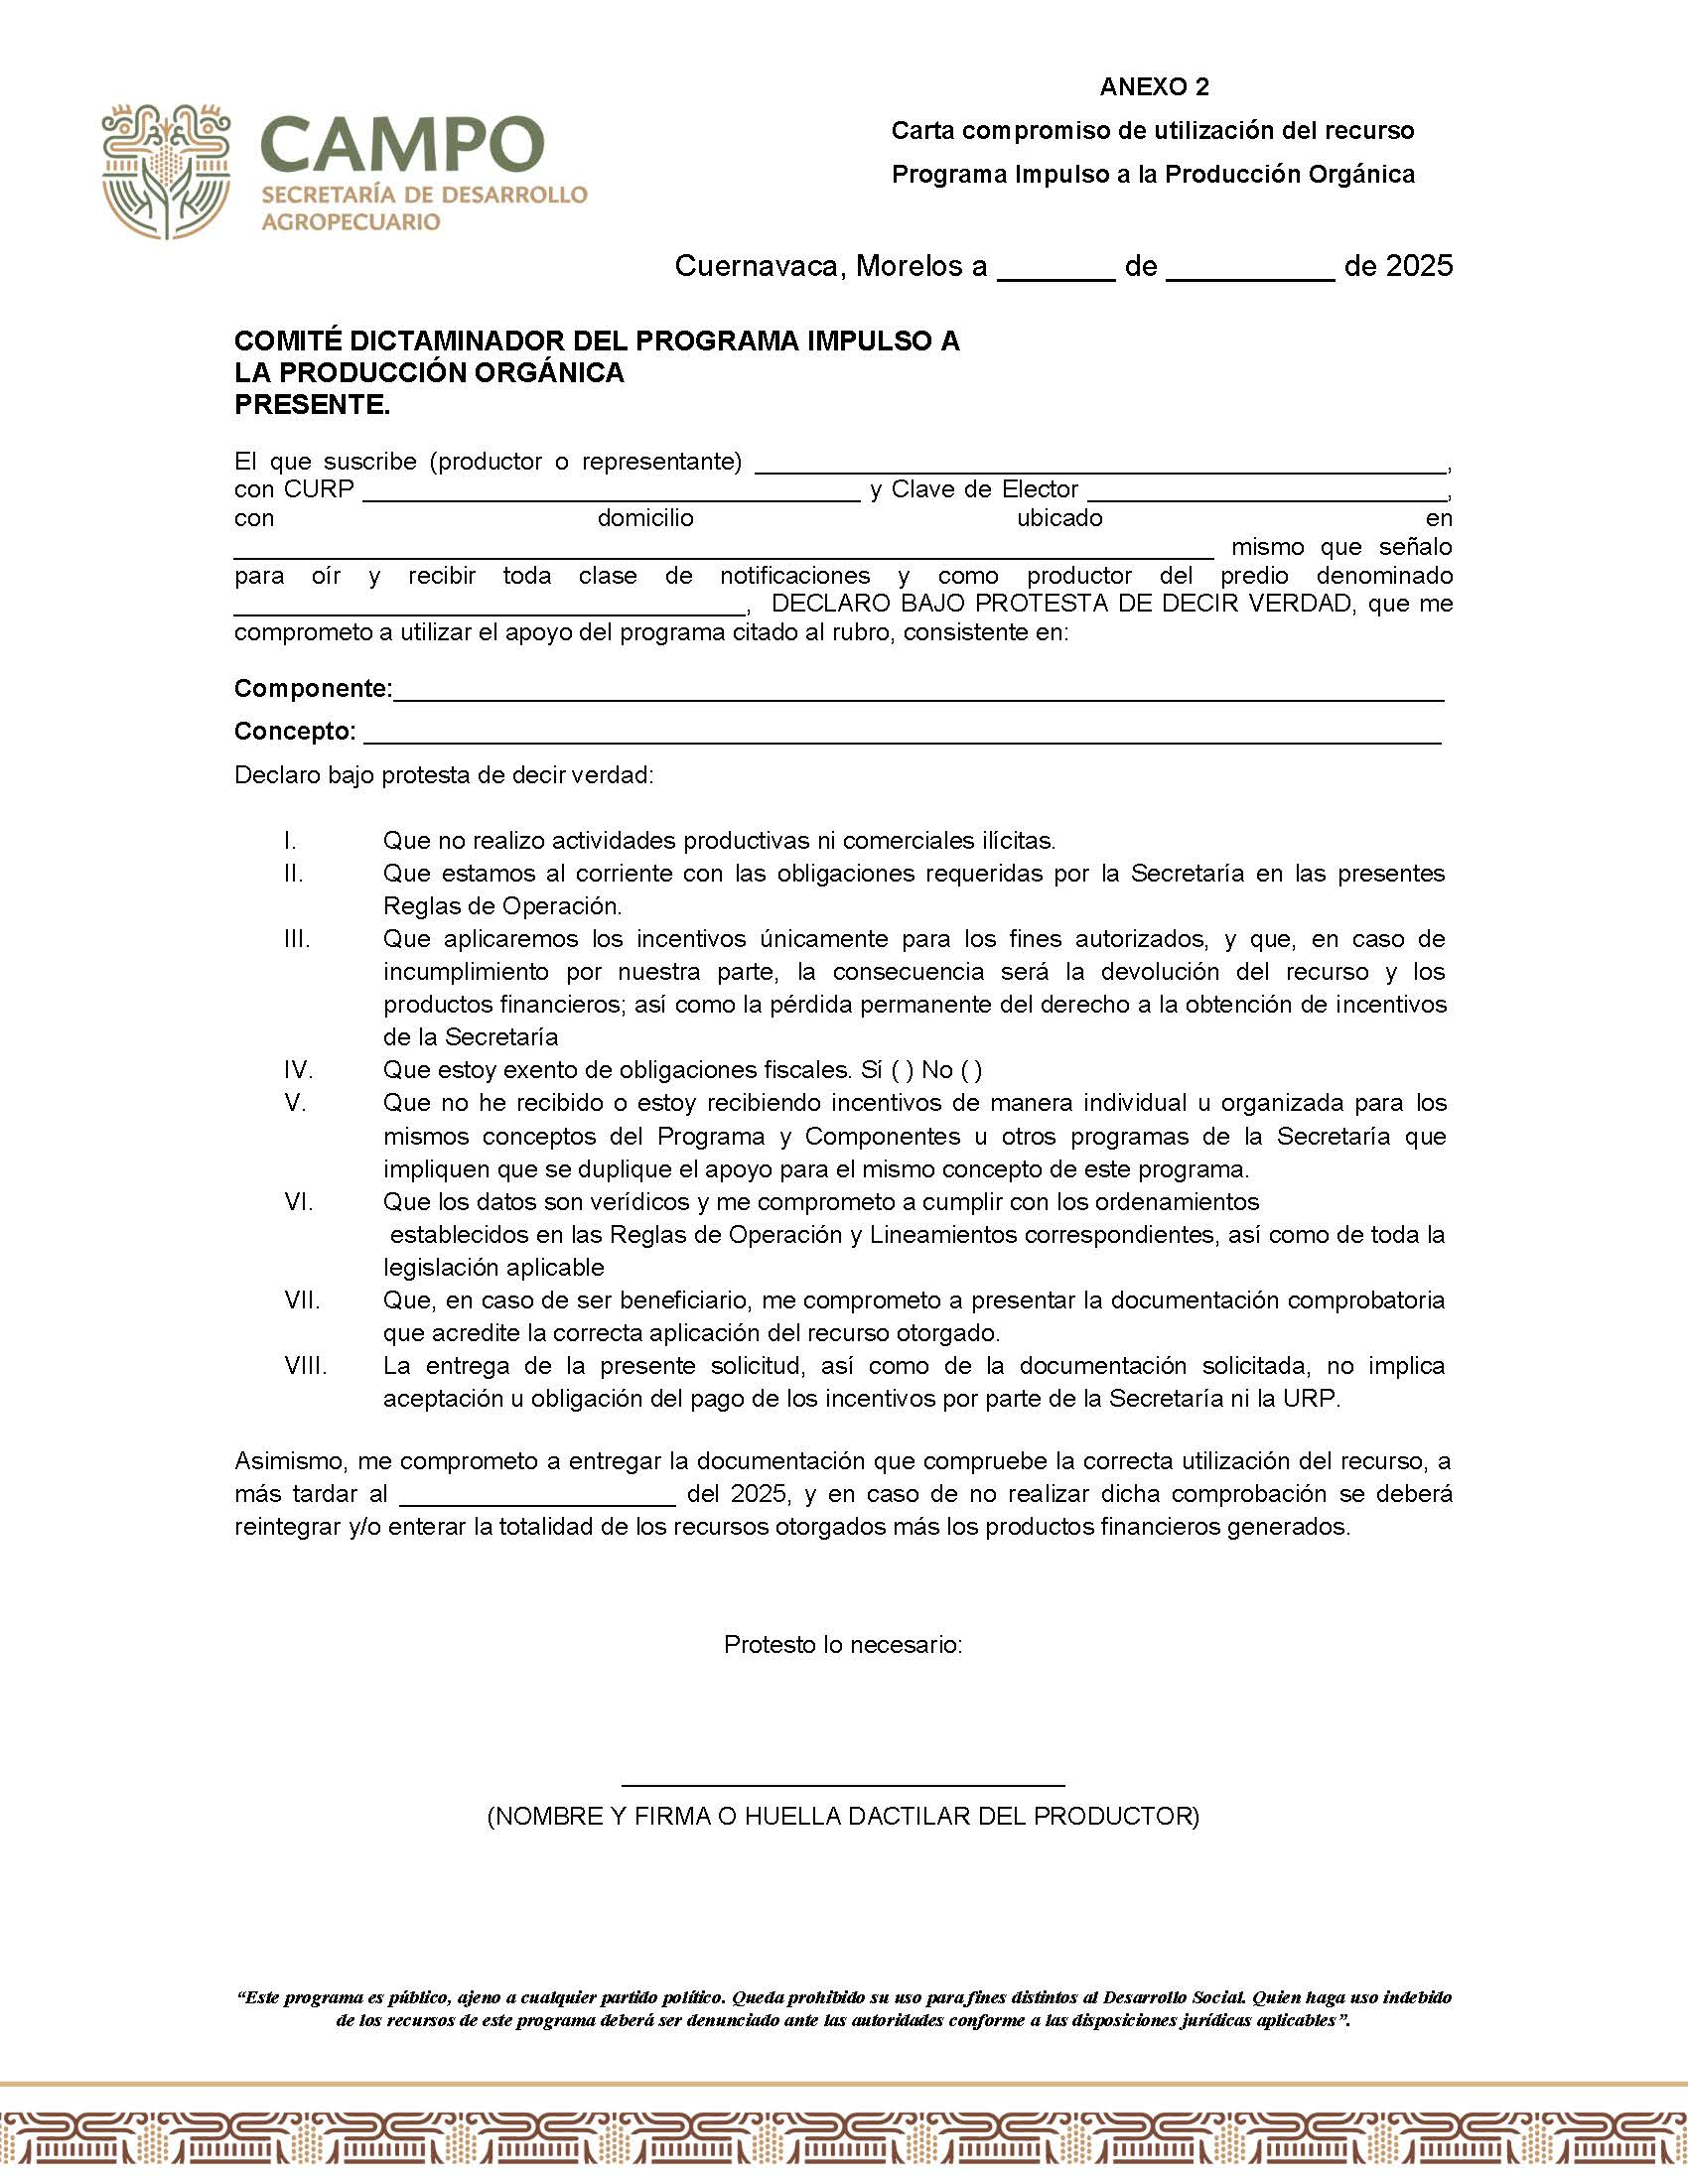 CAMPO
SECRETARÍA DE DESARROLLO
AGROPECUARIO
ANEXO 2
Carta compromiso de utilización del recurso
Programa Impulso a la Producción Orgánica
Cuernavaca, Morelos a _______ de __________ de 2025
COMITÉ DICTAMINADOR DEL PROGRAMA IMPULSO A
LA PRODUCCIÓN ORGÁNICA
PRESENTE.
El que suscribe (productor o representante) __________________________________________________,
con CURP ____________________________________ y Clave de Elector __________________________,
con domicilio ubicado en
_______________________________________________________________________ mismo que señalo
para oír y recibir toda clase de notificaciones y como productor del predio denominado
_____________________________________, DECLARO BAJO PROTESTA DE DECIR VERDAD, que me
comprometo a utilizar el apoyo del programa citado al rubro, consistente en:
Componente:____________________________________________________________________________
Concepto: ______________________________________________________________________________
Declaro bajo protesta de decir verdad:
I. Que no realizo actividades productivas ni comerciales ilícitas.
II. Que estamos al corriente con las obligaciones requeridas por la Secretaría en las presentes
Reglas de Operación.
III. Que aplicaremos los incentivos únicamente para los fines autorizados, y que, en caso de
incumplimiento por nuestra parte, la consecuencia será la devolución del recurso y los
productos financieros; así como la pérdida permanente del derecho a la obtención de incentivos
de la Secretaría
IV. Que estoy exento de obligaciones fiscales. Sí ( ) No ( )
V. Que no he recibido o estoy recibiendo incentivos de manera individual u organizada para los
mismos conceptos del Programa y Componentes u otros programas de la Secretaría que
impliquen que se duplique el apoyo para el mismo concepto de este programa.
VI. Que los datos son verídicos y me comprometo a cumplir con los ordenamientos
establecidos en las Reglas de Operación y Lineamientos correspondientes, así como de toda la
legislación aplicable
VII. Que, en caso de ser beneficiario, me comprometo a presentar la documentación comprobatoria
que acredite la correcta aplicación del recurso otorgado.
VIII. La entrega de la presente solicitud, así como de la documentación solicitada, no implica
aceptación u obligación del pago de los incentivos por parte de la Secretaría ni la URP.
Asimismo, me comprometo a entregar la documentación que compruebe la correcta utilización del recurso, a
más tardar al ____________________ del 2025, y en caso de no realizar dicha comprobación se deberá
reintegrar y/o enterar la totalidad de los recursos otorgados más los productos financieros generados.
Protesto lo necesario:
________________________________
(NOMBRE Y FIRMA O HUELLA DACTILAR DEL PRODUCTOR)
“Este programa es público, ajeno a cualquier partido político. Queda prohibido su uso para fines distintos al Desarrollo Social. Quien haga uso indebido
de los recursos de este programa deberá ser denunciado ante las autoridades conforme a las disposiciones jurídicas aplicables”.